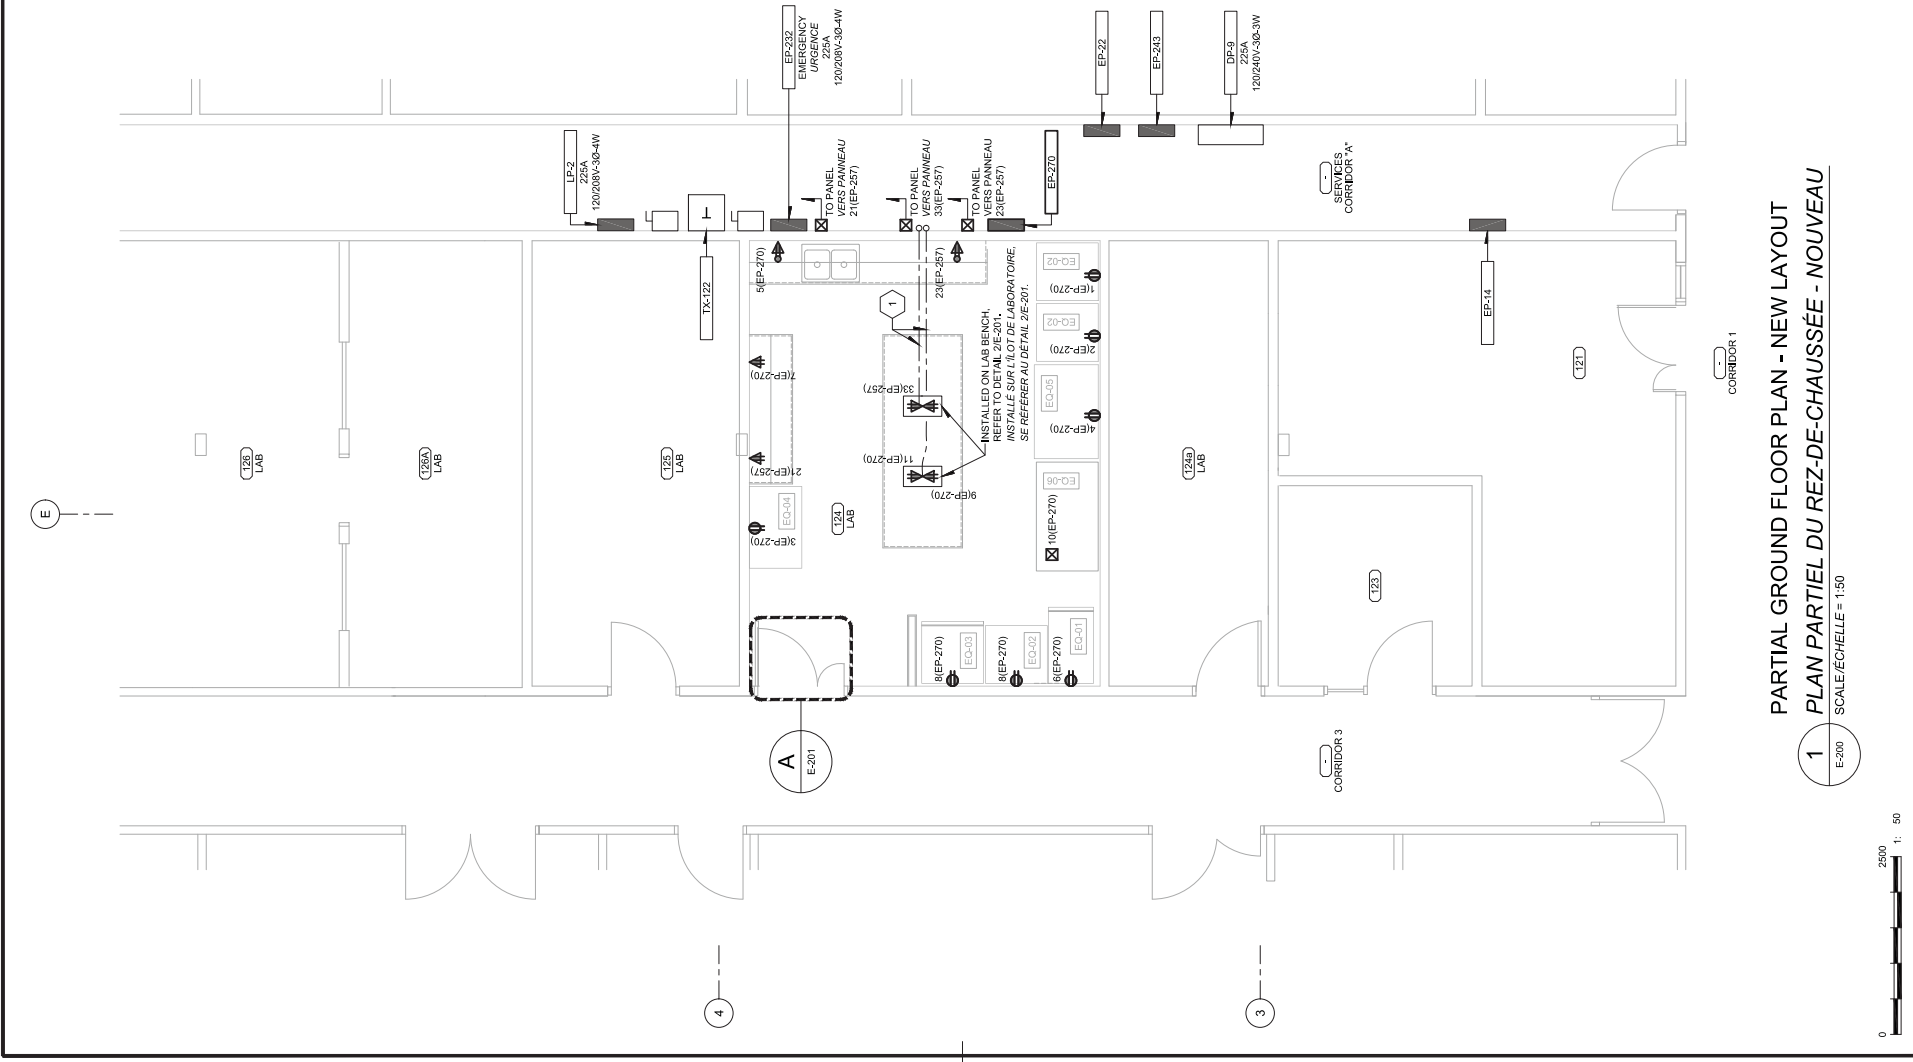 LP-2
225A
120/208V-3Ø-4W
EP-232
EMERGENCY
URGENCE
225A
120/208V-3Ø-4W
EP-22
EP-243
DP-9
225A
120/240V-3Ø-3W
T
TX-122
TO PANEL
VERS PANNEAU
21(EP-257)
TO PANEL
VERS PANNEAU
33(EP-257)
TO PANEL
VERS PANNEAU
23(EP-257)
EP-270
-
SERVICES
CORRIDOR "A"
EP-14
5(EP-270)
23(EP-257)
1
INSTALLED ON LAB BENCH,
REFER TO DETAIL 2/E-201.
INSTALLÉ SUR L'ÎLOT DE LABORATOIRE,
SE RÉFÉRER AU DÉTAIL 2/E-201.
EQ-02
1(EP-270)
EQ-02
2(EP-270)
EQ-05
4(EP-270)
EQ-06
10(EP-270)
7(EP-270)
21(EP-257)
33(EP-257)
11(EP-270)
9(EP-270)
EQ-04
3(EP-270)
E
126
LAB
126A
LAB
125
LAB
124
LAB
124a
LAB
121
123
8(EP-270)
EQ-03
8(EP-270)
EQ-02
6(EP-270)
EQ-01
A
E-201
-
CORRIDOR 3
-
CORRIDOR 1
4
3
PARTIAL GROUND FLOOR PLAN - NEW LAYOUT
PLAN PARTIEL DU REZ-DE-CHAUSSÉE - NOUVEAU
1
E-200
SCALE/ÉCHELLE = 1:50
0
2500
1: 50